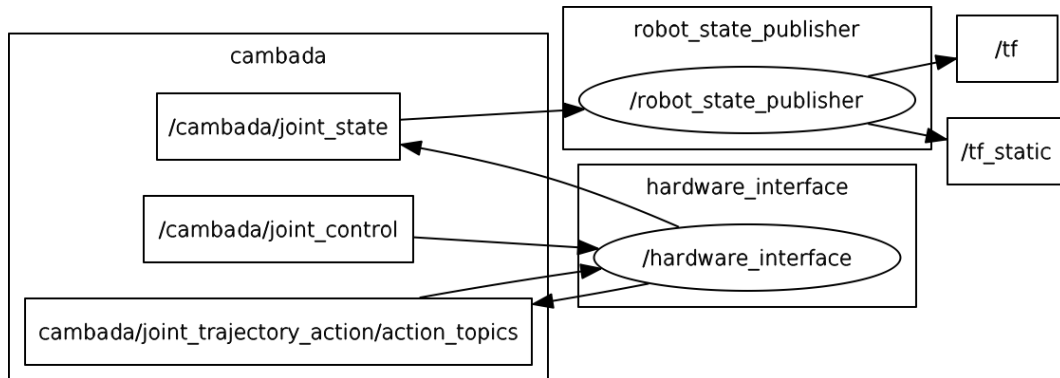 cambada
/cambada/joint_state
/cambada/joint_control
cambada/joint_trajectory_action/action_topics
robot_state_publisher
/robot_state_publisher
hardware_interface
/hardware_interface
/tf
/tf_static